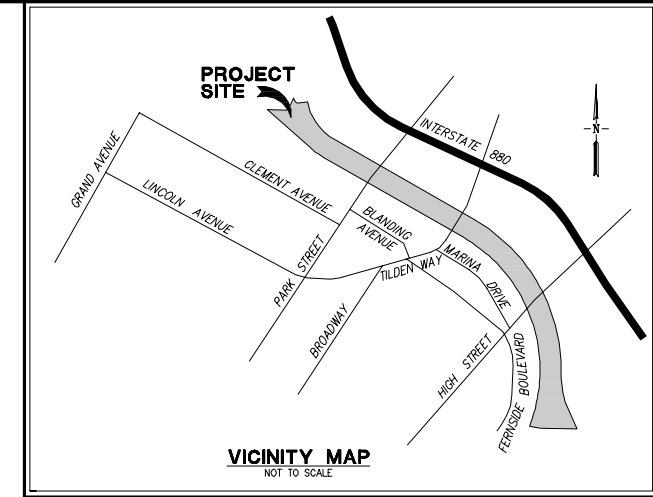 PROJECT
SITE
INTERSTATE 880
-N-
GRAND AVENUE
CLEMENT AVENUE
LINCOLN AVENUE
BLANDING
AVENUE
PARK STREET
TILDEN WAY
MARINA DRIVE
BROADWAY
HIGH STREET
FERNSIDE BOULEVARD
VICINITY MAP
NOT TO SCALE